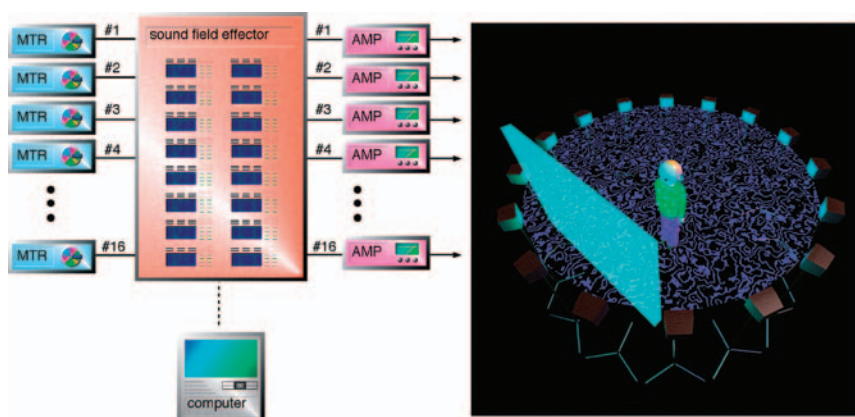 MTR #1 sound field effector #1 AMP
MTR #2 #2 AMP
MTR #3 #3 AMP
MTR #4 #4 AMP
MTR #16 #16 AMP
computer